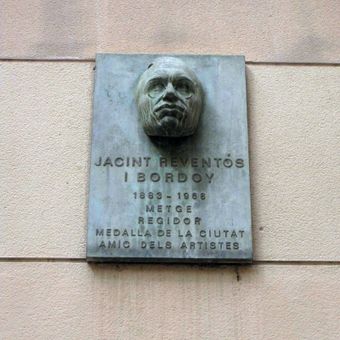 JACINT REVENTÓS
I BORDOY
1883-1968
METGE
REGIDOR
MEDALLA DE LA CIUTAT
AMIC DELS ARTISTES